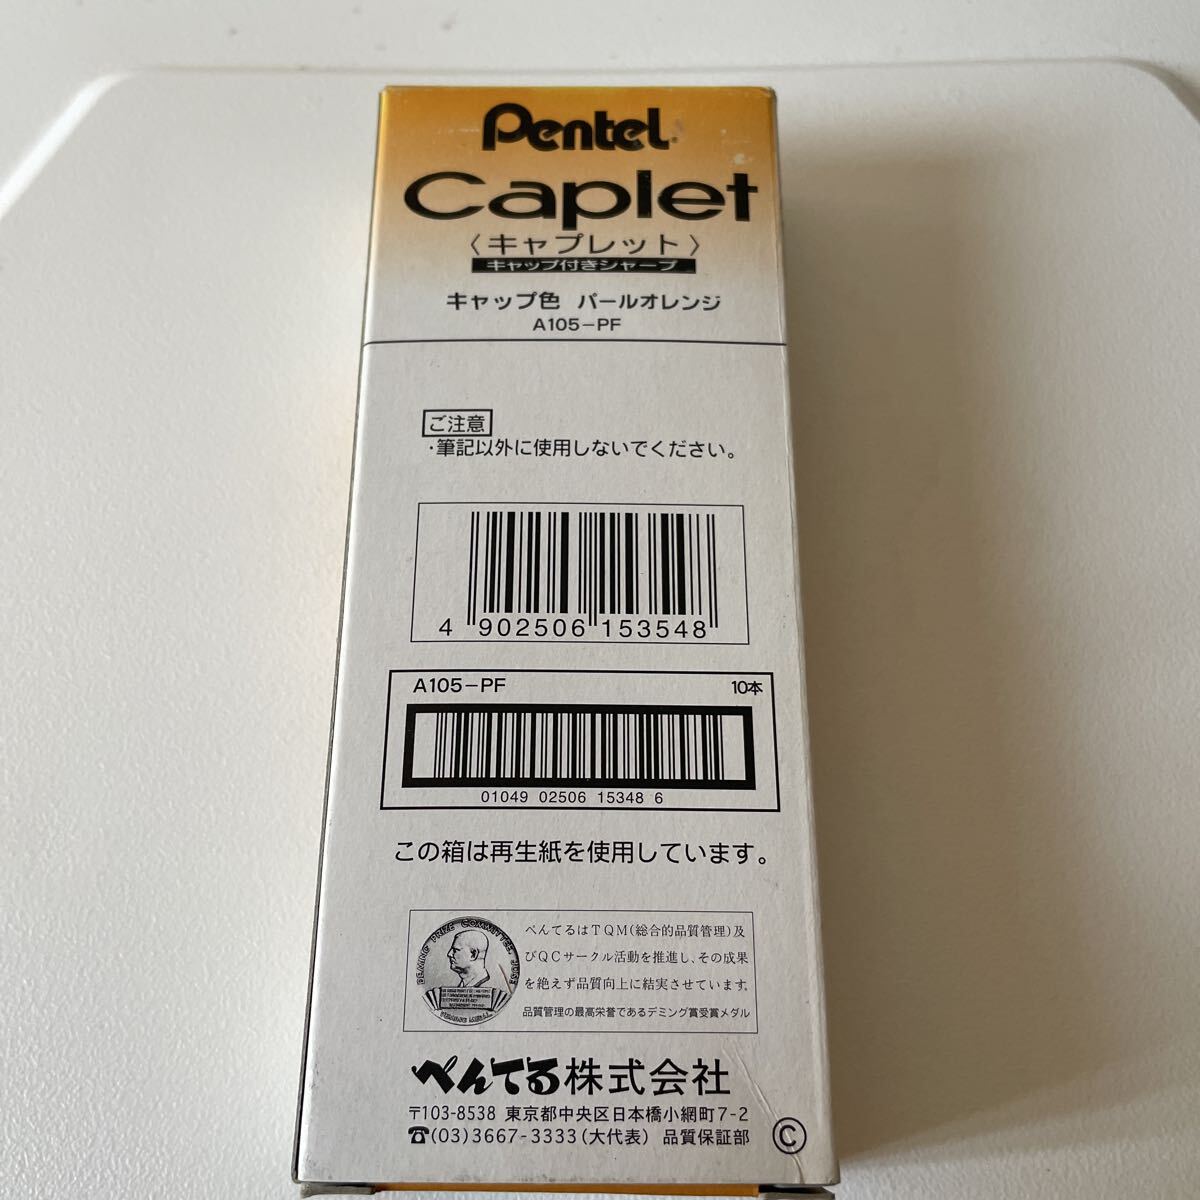 Pentel
Caplet
〈キャプレット〉
キャップ付きシャープ
キャップ色 パールオレンジ
A105-PF
ご注意
・筆記以外に使用しないでください。
4 902506 153548
A105-PF 10本
01049 02506 15348 6
この箱は再生紙を使用しています。
DEMING PRIZE COMMITTEE, JUSE
DEMING MEDAL
ぺんてるはTQM(総合的品質管理)及
びQCサークル活動を推進し、その成果
を絶えず品質向上に結実させています。
品質管理の最高栄誉であるデミング賞受賞メダル
ぺんてる株式会社
〒103-8538 東京都中央区日本橋小網町7-2
☎(03)3667-3333(大代表) 品質保証部
©